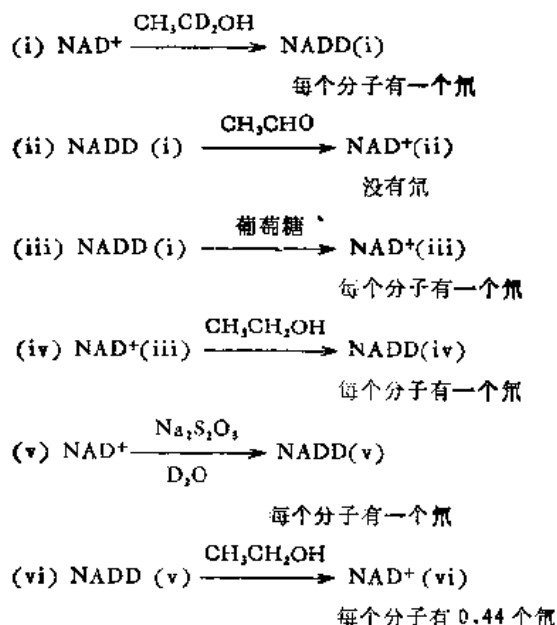 CH₃CD₂OH
(i) NAD⁺ ⟶ NADD(i)
每个分子有一个氘
CH₃CHO
(ii) NADD (i) ⟶ NAD⁺(ii)
没有氘
葡萄糖
(iii) NADD (i) ⟶ NAD⁺(iii)
每个分子有一个氘
CH₃CH₂OH
(iv) NAD⁺(iii) ⟶ NADD(iv)
每个分子有一个氘
Na₂S₂O₅
(v) NAD⁺ ⟶ NADD(v)
D₂O
每个分子有一个氘
CH₃CH₂OH
(vi) NADD (v) ⟶ NAD⁺ (vi)
每个分子有 0.44 个氘